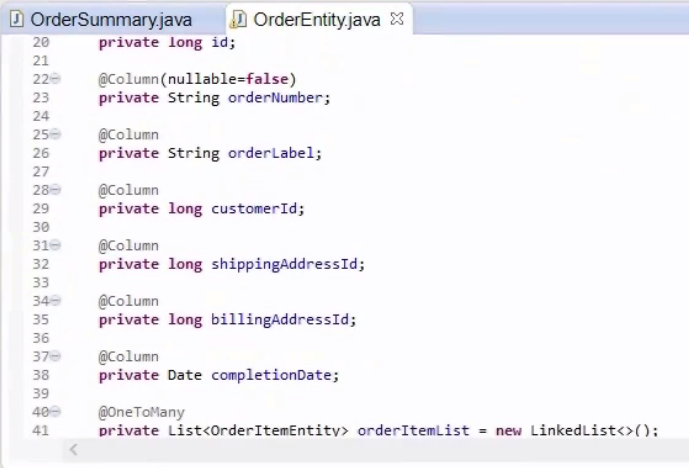 OrderSummary.java OrderEntity.java
20 private long id;
21
22 @Column(nullable=false)
23 private String orderNumber;
24
25 @Column
26 private String orderLabel;
27
28 @Column
29 private long customerId;
30
31 @Column
32 private long shippingAddressId;
33
34 @Column
35 private long billingAddressId;
36
37 @Column
38 private Date completionDate;
39
40 @OneToMany
41 private List<OrderItemEntity> orderItemList = new LinkedList<>();